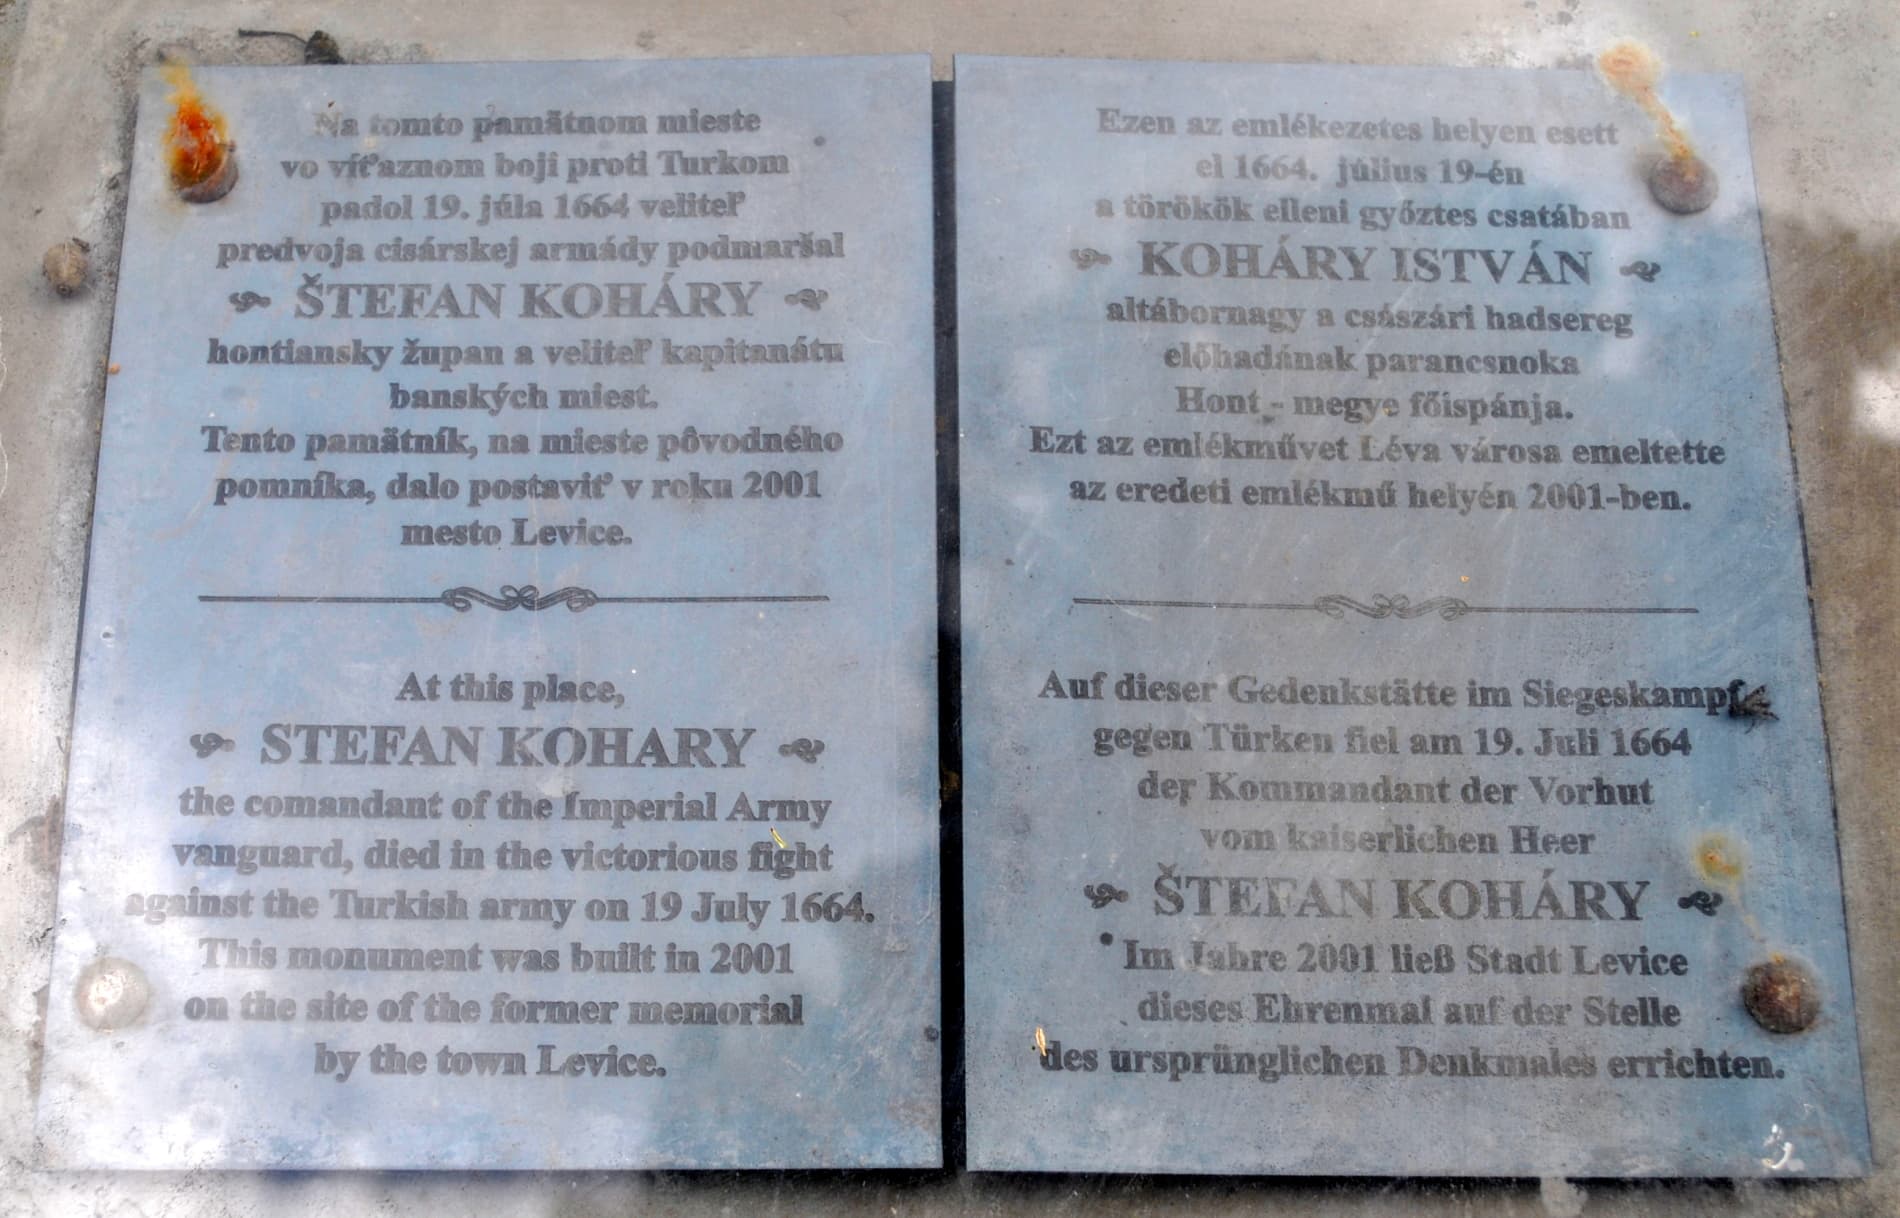 Na tomto pamätnom mieste
vo víťaznom boji proti Turkom
padol 19. júla 1664 veliteľ
predvoja cisárskej armády podmaršal
ŠTEFAN KOHÁRY
hontiansky župan a veliteľ kapitanátu
banských miest.
Tento pamätník, na mieste pôvodného
pomníka, dalo postaviť v roku 2001
mesto Levice.
At this place,
STEFAN KOHARY
the comandant of the Imperial Army
vanguard, died in the victorious fight
against the Turkish army on 19 July 1664.
This monument was built in 2001
on the site of the former memorial
by the town Levice.
Ezen az emlékezetes helyen esett
el 1664. július 19-én
a törökök elleni győztes csatában
KOHÁRY ISTVÁN
altábornagy a császári hadsereg
előhadának parancsnoka
Hont - megye főispánja.
Ezt az emlékművet Léva városa emeltette
az eredeti emlékmű helyén 2001-ben.
Auf dieser Gedenkstätte im Siegeskampf
gegen Türken fiel am 19. Juli 1664
der Kommandant der Vorhut
vom kaiserlichen Heer
ŠTEFAN KOHÁRY
Im Jahre 2001 ließ Stadt Levice
dieses Ehrenmal auf der Stelle
des ursprünglichen Denkmales errichten.